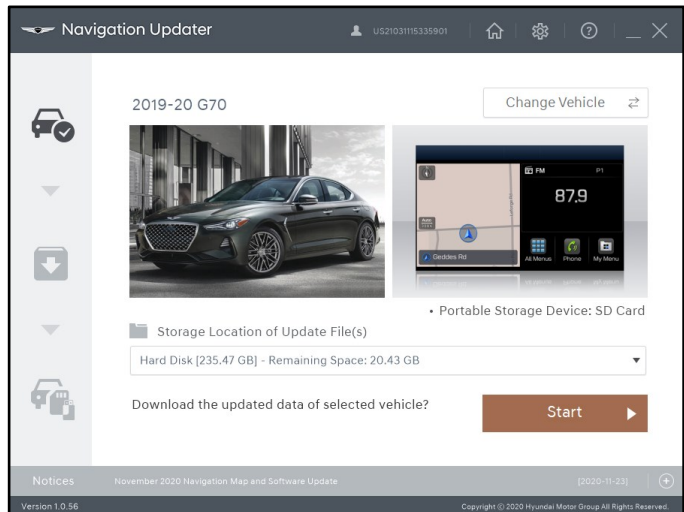 Navigation Updater
US21031115335901
2019-20 G70
Change Vehicle
FM
P1
87.9
Geddes Rd
All Menus
Phone
My Menu
• Portable Storage Device: SD Card
Storage Location of Update File(s)
Hard Disk [235.47 GB] - Remaining Space: 20.43 GB
Download the updated data of selected vehicle?
Start
Notices
November 2020 Navigation Map and Software Update
[2020-11-23]
Version 1.0.56
Copyright ⓒ 2020 Hyundai Motor Group All Rights Reserved.